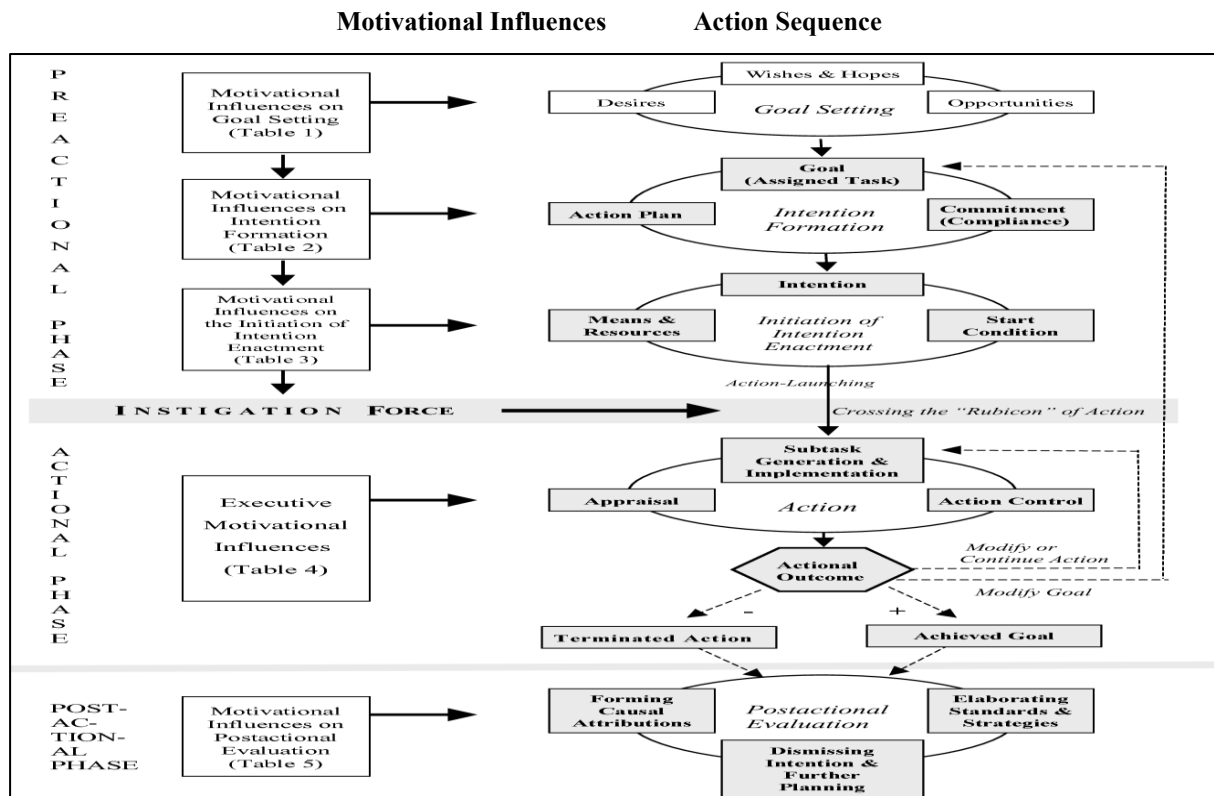 Motivational Influences
Action Sequence
PRE ACTIONAL PHASE
Motivational
Influences on
Goal Setting
(Table 1)
Wishes & Hopes
Desires
Goal Setting
Opportunities
Motivational
Influences on
Intention
Formation
(Table 2)
Goal
(Assigned Task)
Action Plan
Intention
Formation
Commitment
(Compliance)
Motivational
Influences on
the Initiation of
Intention
Enactment
(Table 3)
Intention
Means &
Resources
Initiation of
Intention
Enactment
Start
Condition
Action-Launching
INSTIGATION FORCE
Crossing the “Rubicon” of Action
ACTIONAL PHASE
Executive
Motivational
Influences
(Table 4)
Subtask
Generation &
Implementation
Appraisal
Action
Action Control
Actional
Outcome
Modify or
Continue Action
Modify Goal
-
+
Terminated Action
Achieved Goal
POST-
AC-
TION-
AL
PHASE
Motivational
Influences on
Postactional
Evaluation
(Table 5)
Forming
Causal
Attributions
Postactional
Evaluation
Elaborating
Standards &
Strategies
Dismissing
Intention &
Further
Planning